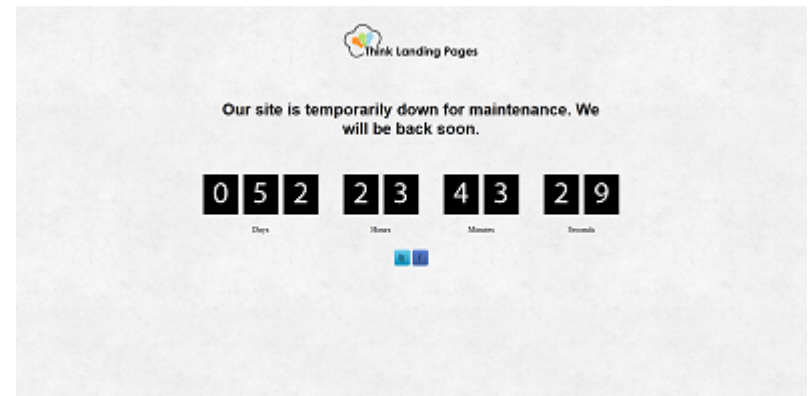 Think Landing Pages
Our site is temporarily down for maintenance. We
will be back soon.
052 23 43 29
Days Hours Minutes Seconds